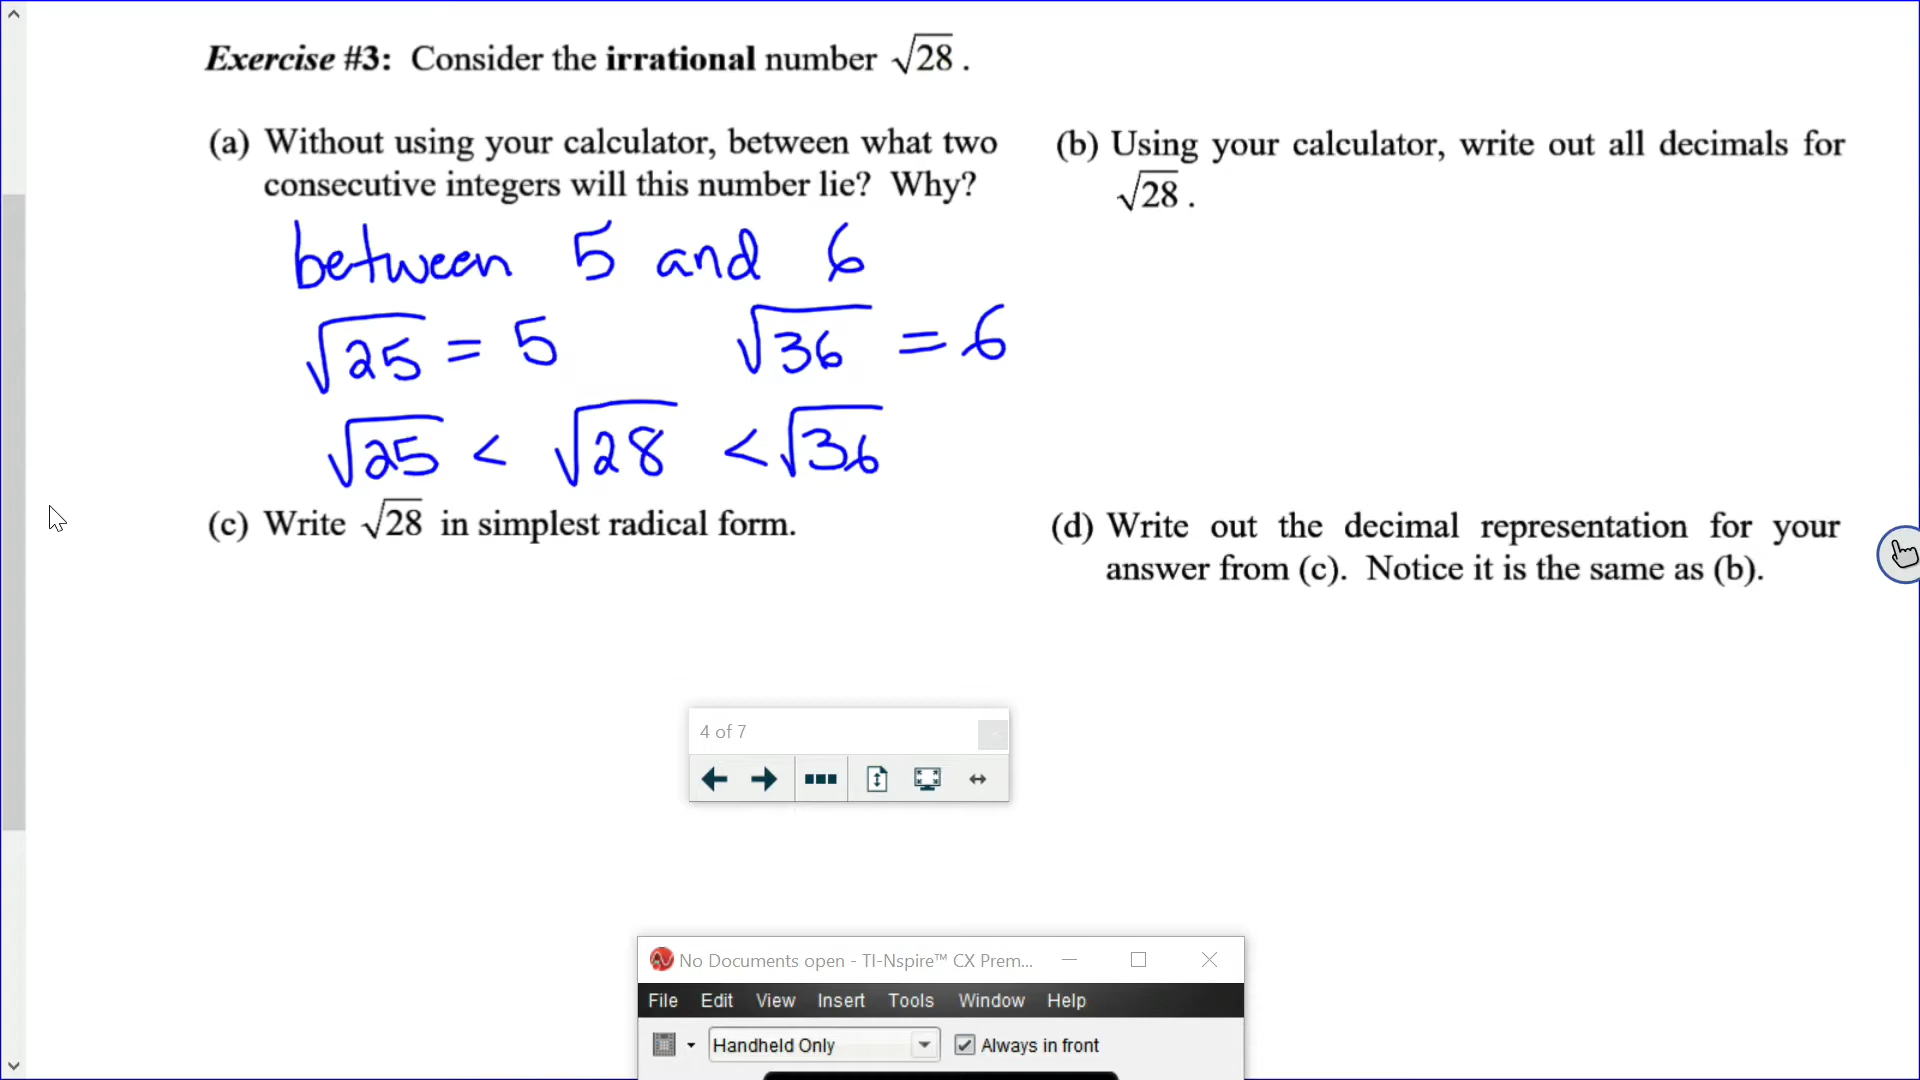 Exercise #3: Consider the irrational number √28 .
(a) Without using your calculator, between what two
consecutive integers will this number lie? Why?
between 5 and 6
√25 = 5 √36 = 6
√25 < √28 < √36
(b) Using your calculator, write out all decimals for
√28 .
(c) Write √28 in simplest radical form.
(d) Write out the decimal representation for your
answer from (c). Notice it is the same as (b).
4 of 7
No Documents open - TI-Nspire™ CX Prem...
File Edit View Insert Tools Window Help
Handheld Only Always in front